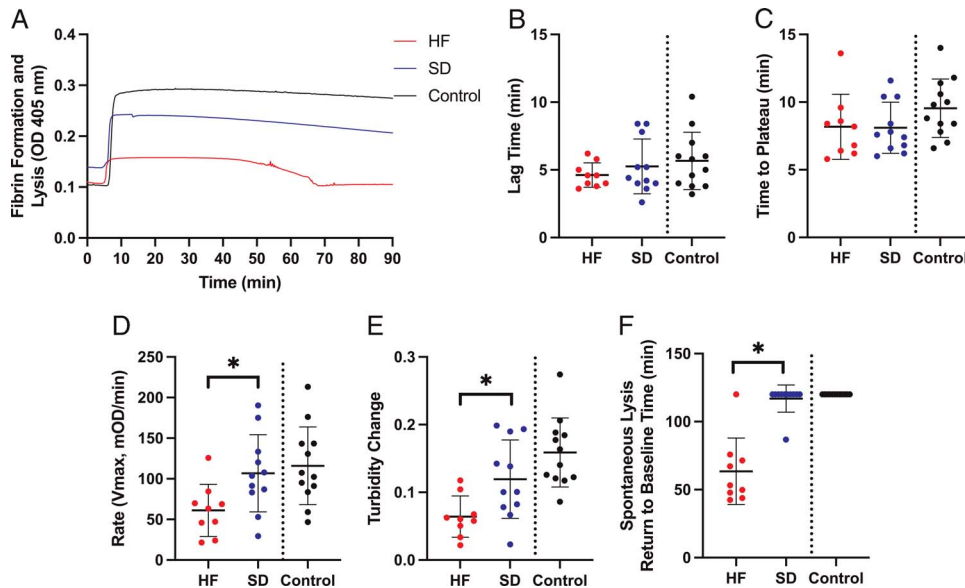 A
Fibrin Formation and
Lysis (OD 405 nm)
0.4
0.3
0.2
0.1
0.0
0 10 20 30 40 50 60 70 80 90
Time (min)
HF
SD
Control
B
Lag Time (min)
15
10
5
0
HF SD Control
C
Time to Plateau (min)
15
10
5
0
HF SD Control
D
Rate (Vmax, mOD/min)
250
200
150
100
50
0
*
HF SD Control
E
Turbidity Change
0.3
0.2
0.1
0.0
*
HF SD Control
F
Spontaneous Lysis
Return to Baseline Time (min)
150
100
50
0
*
HF SD Control